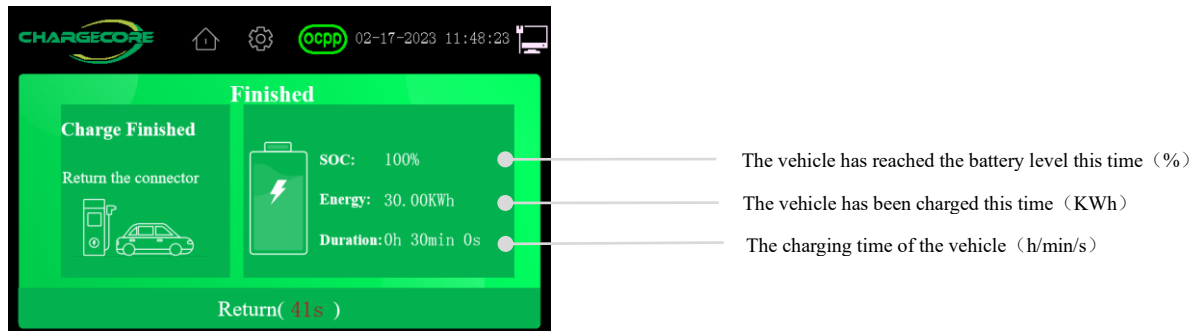 CHARGECORE
ocpp 02-17-2023 11:48:23
Finished
Charge Finished
Return the connector
SOC: 100%
Energy: 30.00KWh
Duration: 0h 30min 0s
Return( 41s )
The vehicle has reached the battery level this time（%）
The vehicle has been charged this time（KWh）
The charging time of the vehicle（h/min/s）